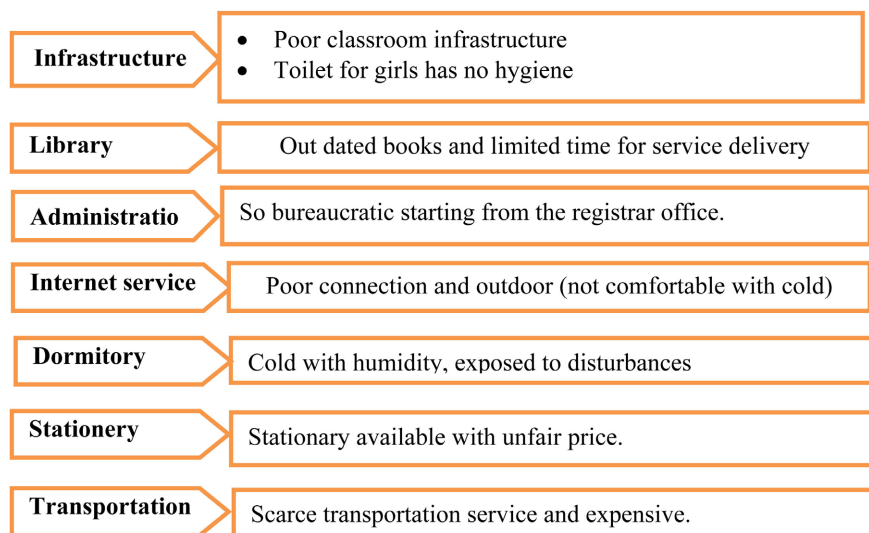 Infrastructure
• Poor classroom infrastructure
• Toilet for girls has no hygiene
Library
Out dated books and limited time for service delivery
Administratio
So bureaucratic starting from the registrar office.
Internet service
Poor connection and outdoor (not comfortable with cold)
Dormitory
Cold with humidity, exposed to disturbances
Stationery
Stationary available with unfair price.
Transportation
Scarce transportation service and expensive.